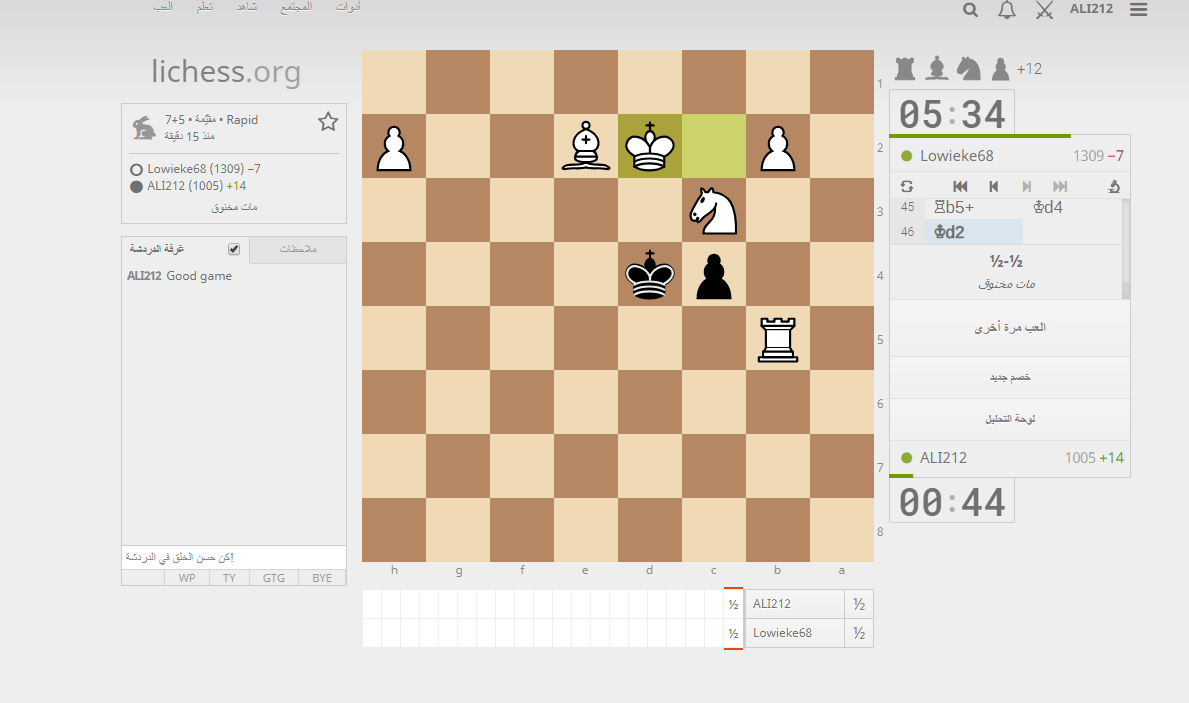 أدوات المجتمع شاهد تعلّم العب
ALI212
lichess.org
7+5 • مقيّمة • Rapid
منذ 15 دقيقة
Lowieke68 (1309) −7
ALI212 (1005) +14
مات مخنوق
غرفة الدردشة
ملاحظات
ALI212 Good game
كن حسن الخلق في الدردشة!
WP TY GTG BYE
1
2
3
4
5
6
7
8
h g f e d c b a
½ ALI212 ½
½ Lowieke68 ½
+12
05:34
Lowieke68 1309 −7
45 ♖b5+ ♔d4
46 ♔d2
½-½
مات مخنوق
العب مرة أخرى
خصم جديد
لوحة التحليل
ALI212 1005 +14
00:44